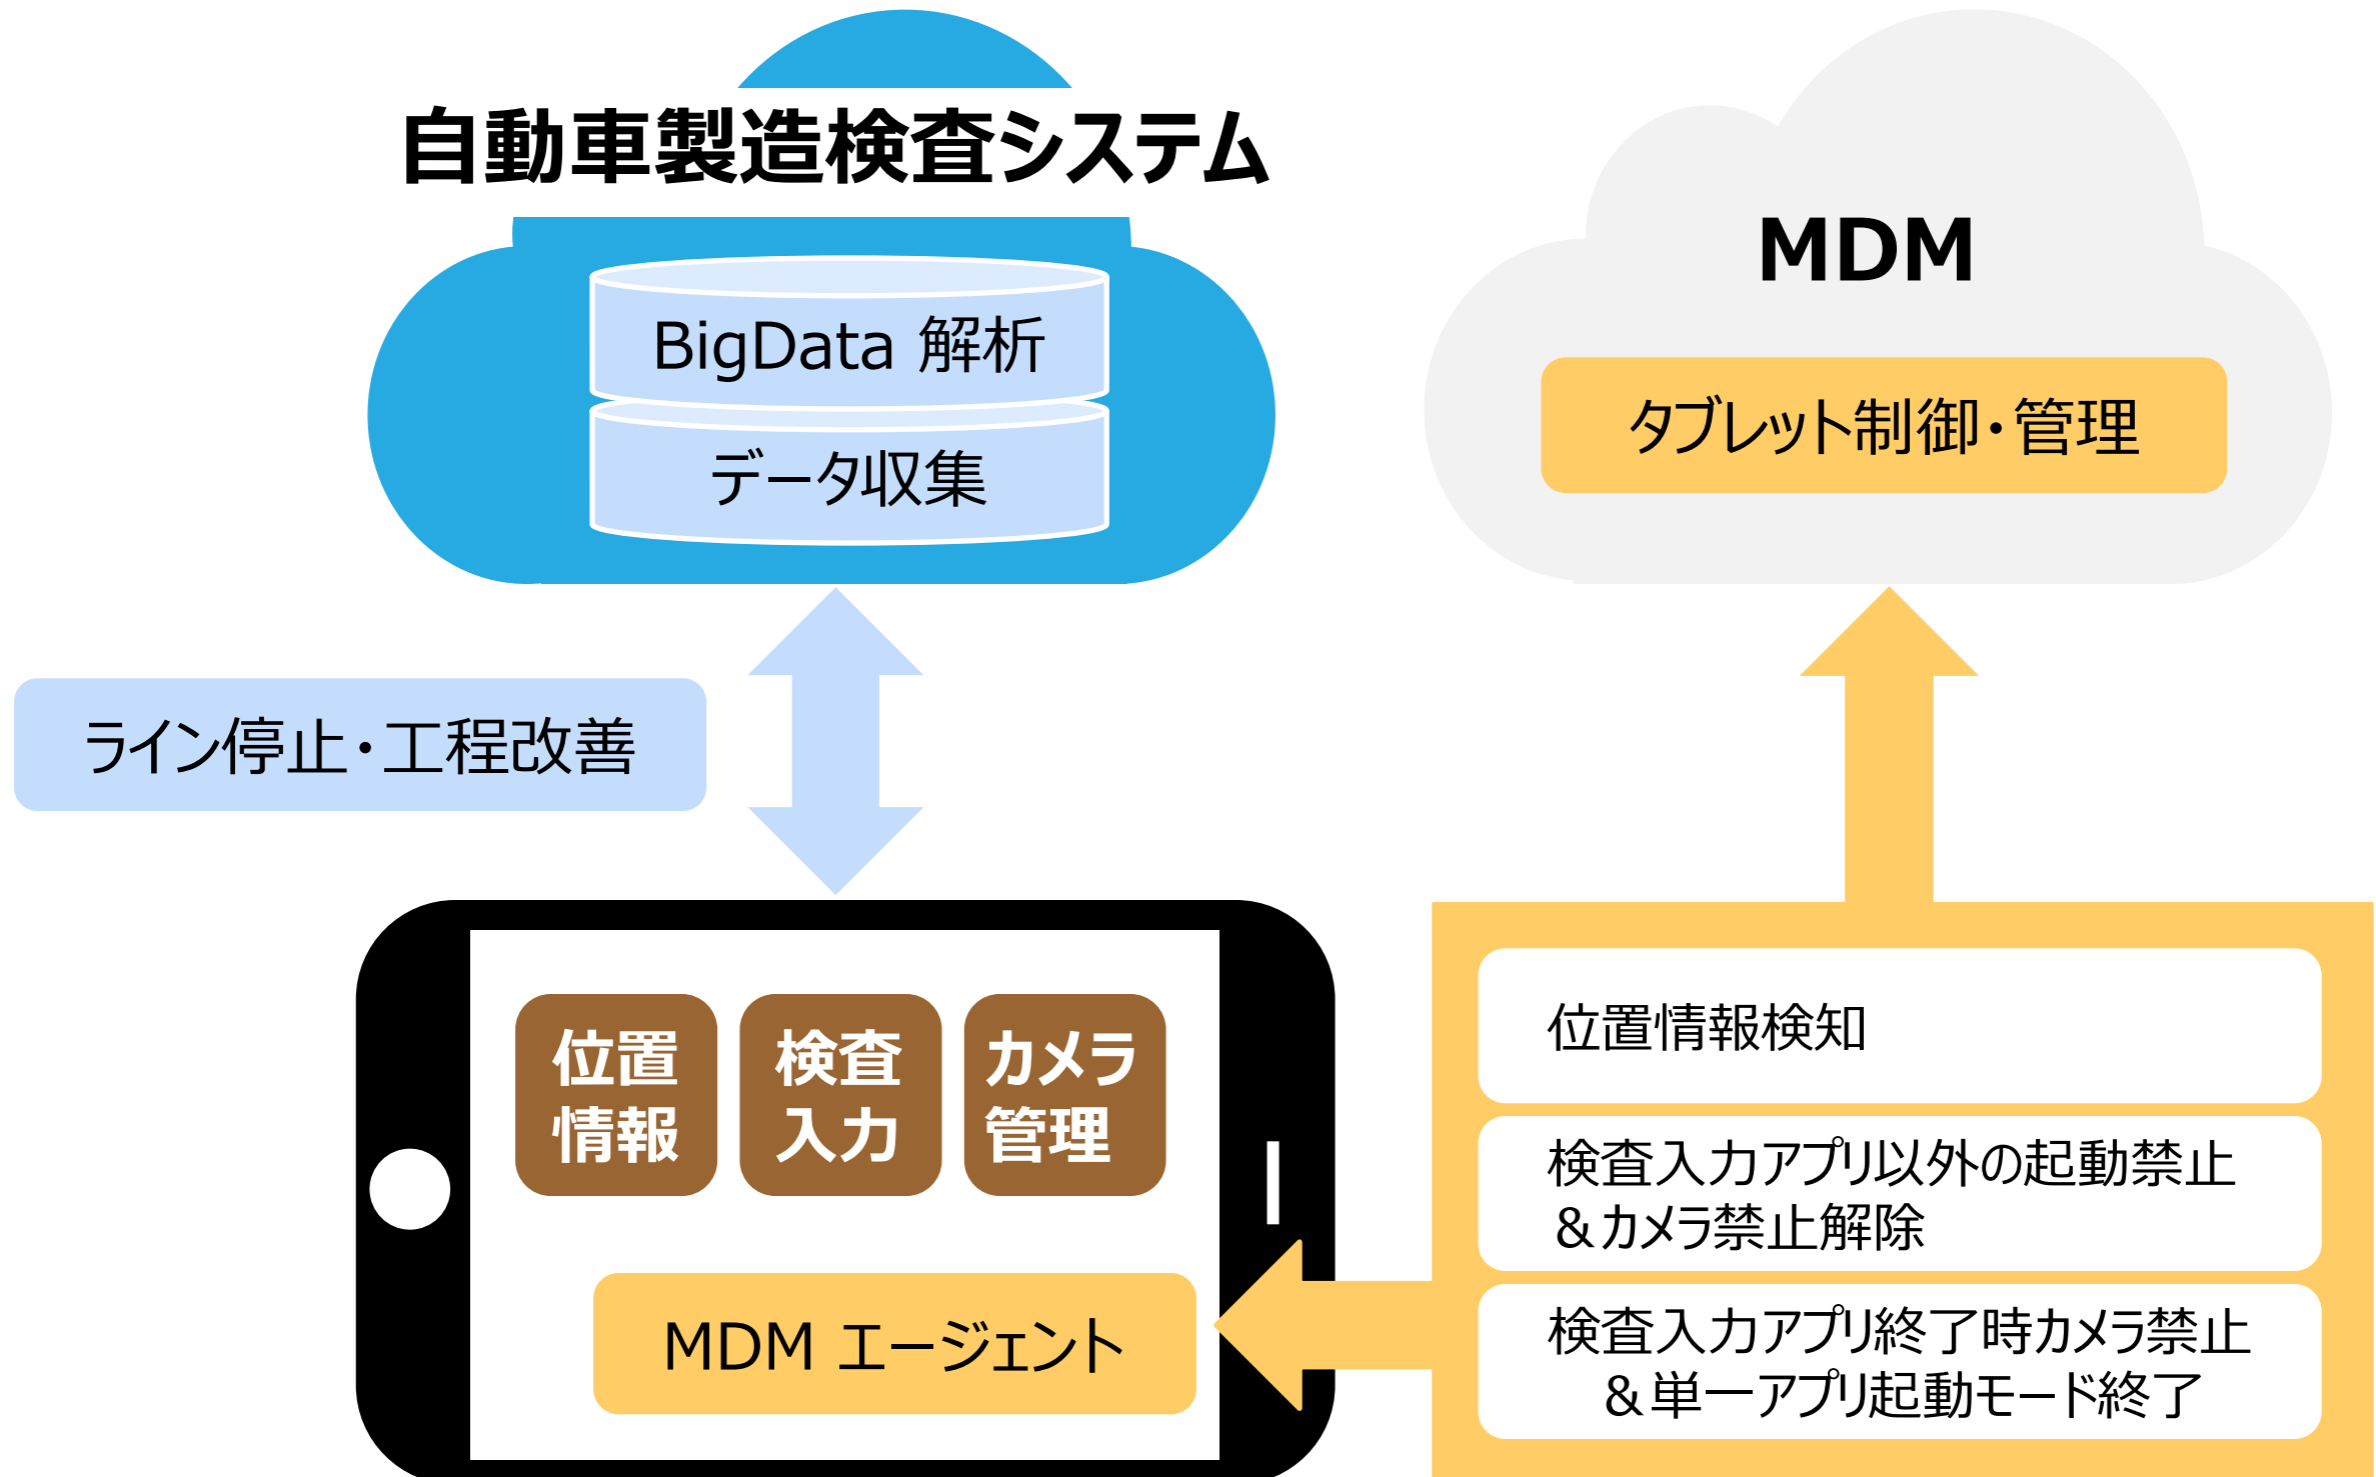 自動車製造検査システム
BigData 解析
データ収集
MDM
タブレット制御・管理
ライン停止・工程改善
位置
情報
検査
入力
カメラ
管理
MDM エージェント
位置情報検知
検査入力アプリ以外の起動禁止
＆カメラ禁止解除
検査入力アプリ終了時カメラ禁止
＆単一アプリ起動モード終了